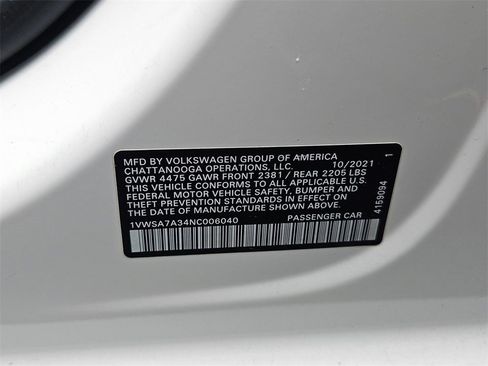 MFD BY VOLKSWAGEN GROUP OF AMERICA
CHATTANOOGA OPERATIONS, LLC. 10/2021
GVWR 4475 GAWR FRONT 2381 / REAR 2205 LBS
THIS VEHICLE CONFORMS TO ALL APPLICABLE
FEDERAL MOTOR VEHICLE SAFETY, BUMPER AND
THEFT PREVENTION STANDARDS IN EFFECT ON
THE DATE OF MANUFACTURE SHOWN ABOVE.
1VWSA7A34NC006040 PASSENGER CAR
4159094 1